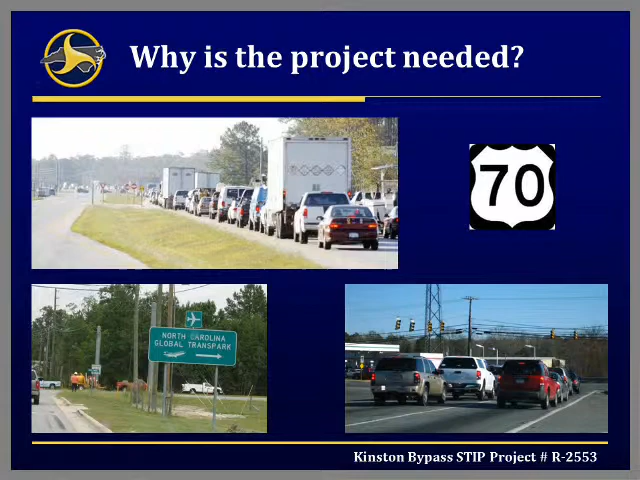 Why is the project needed?
70
NORTH CAROLINA
GLOBAL TRANSPARK
Kinston Bypass STIP Project # R-2553